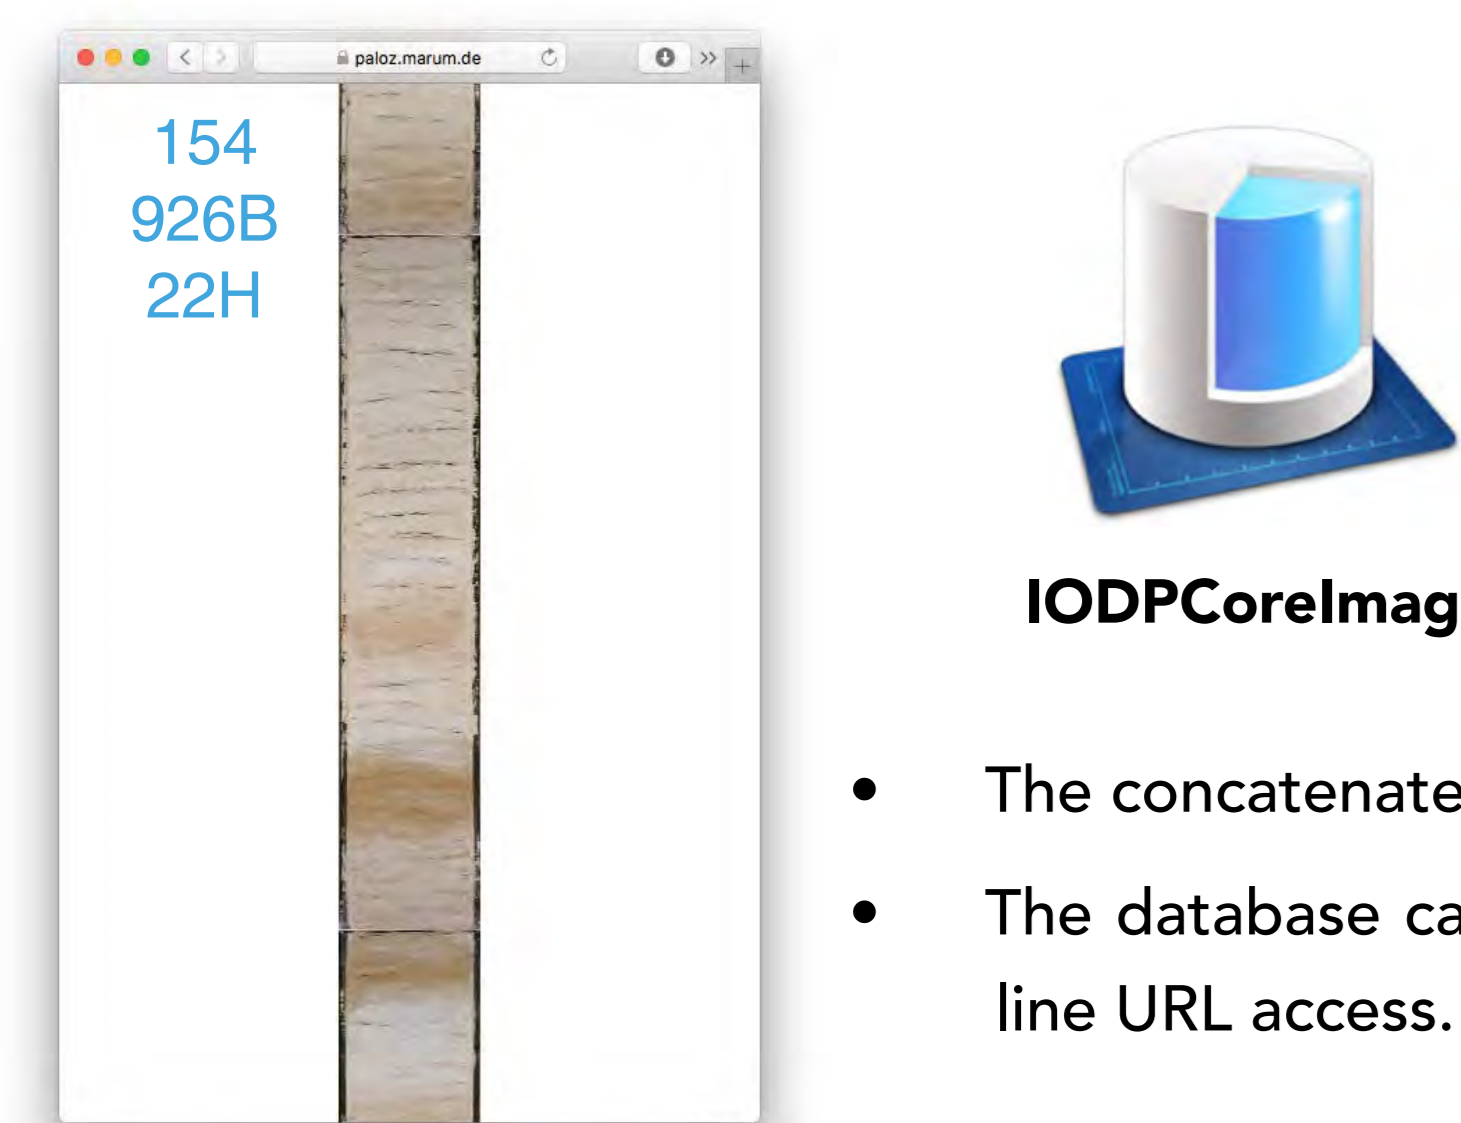 paloz.marum.de
154
926B
22H
IODPCoreImag
• The concatenate
• The database ca
line URL access.